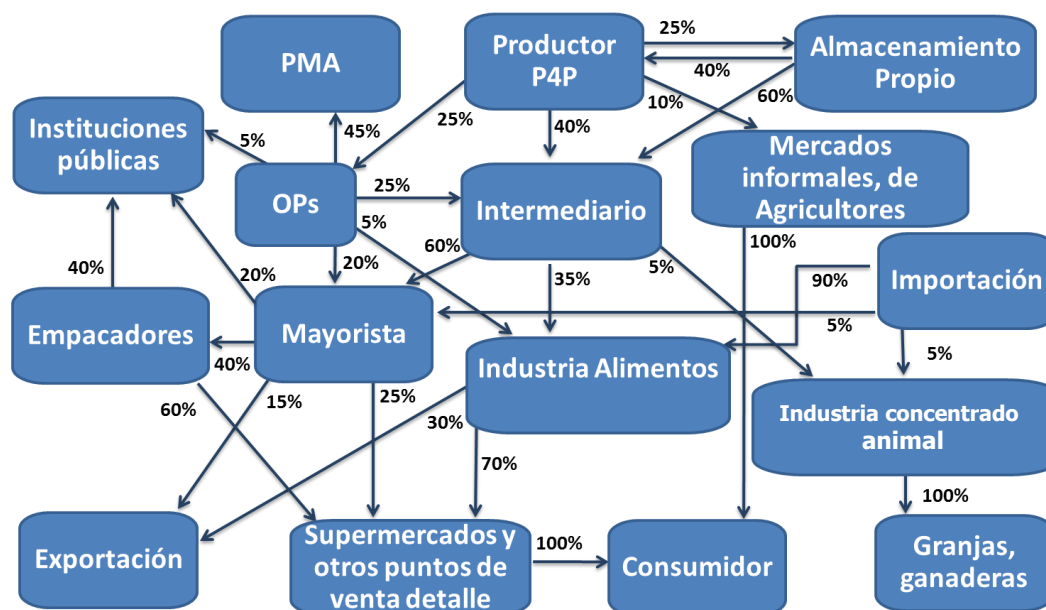 PMA
Productor
P4P
25%
40%
Almacenamiento
Propio
Instituciones
públicas
5%
45%
25%
40%
10%
60%
Mercados
informales, de
Agricultores
OPs
25%
Intermediario
5%
60%
20%
35%
5%
100%
90%
Importación
40%
20%
Empacadores
40%
Mayorista
5%
5%
Industria Alimentos
60%
15%
25%
30%
70%
Industria concentrado
animal
100%
Exportación
Supermercados y
otros puntos de
venta detalle
100%
Consumidor
Granjas,
ganaderas